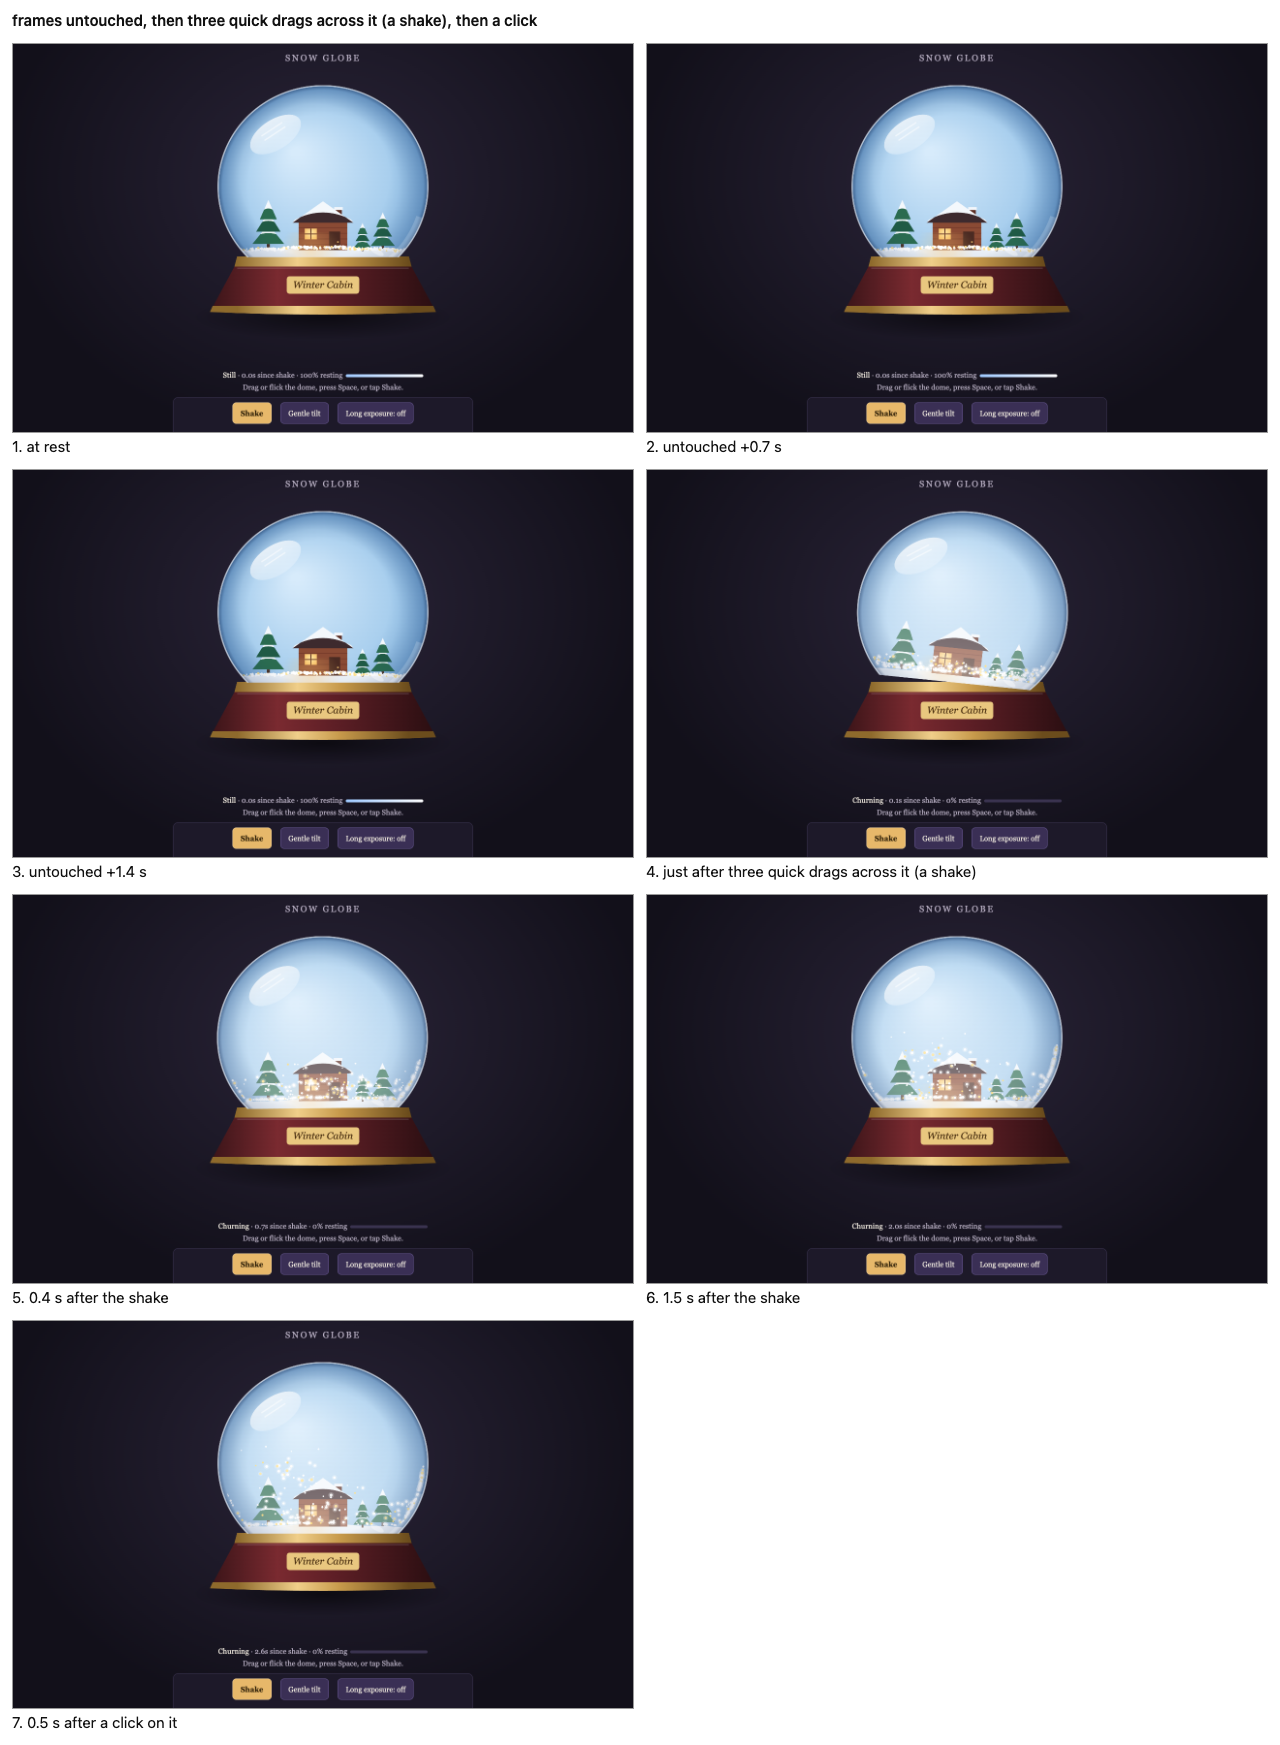 frames untouched, then three quick drags across it (a shake), then a click
SNOW GLOBE
Winter Cabin
Still · 0.0s since shake · 100% resting
Drag or flick the dome, press Space, or tap Shake.
Shake
Gentle tilt
Long exposure: off
1. at rest
SNOW GLOBE
Winter Cabin
Still · 0.0s since shake · 100% resting
Drag or flick the dome, press Space, or tap Shake.
Shake
Gentle tilt
Long exposure: off
2. untouched +0.7 s
SNOW GLOBE
Winter Cabin
Still · 0.0s since shake · 100% resting
Drag or flick the dome, press Space, or tap Shake.
Shake
Gentle tilt
Long exposure: off
3. untouched +1.4 s
SNOW GLOBE
Winter Cabin
Churning · 0.1s since shake · 0% resting
Drag or flick the dome, press Space, or tap Shake.
Shake
Gentle tilt
Long exposure: off
4. just after three quick drags across it (a shake)
SNOW GLOBE
Winter Cabin
Churning · 0.7s since shake · 0% resting
Drag or flick the dome, press Space, or tap Shake.
Shake
Gentle tilt
Long exposure: off
5. 0.4 s after the shake
SNOW GLOBE
Winter Cabin
Churning · 2.0s since shake · 0% resting
Drag or flick the dome, press Space, or tap Shake.
Shake
Gentle tilt
Long exposure: off
6. 1.5 s after the shake
SNOW GLOBE
Winter Cabin
Churning · 2.6s since shake · 0% resting
Drag or flick the dome, press Space, or tap Shake.
Shake
Gentle tilt
Long exposure: off
7. 0.5 s after a click on it